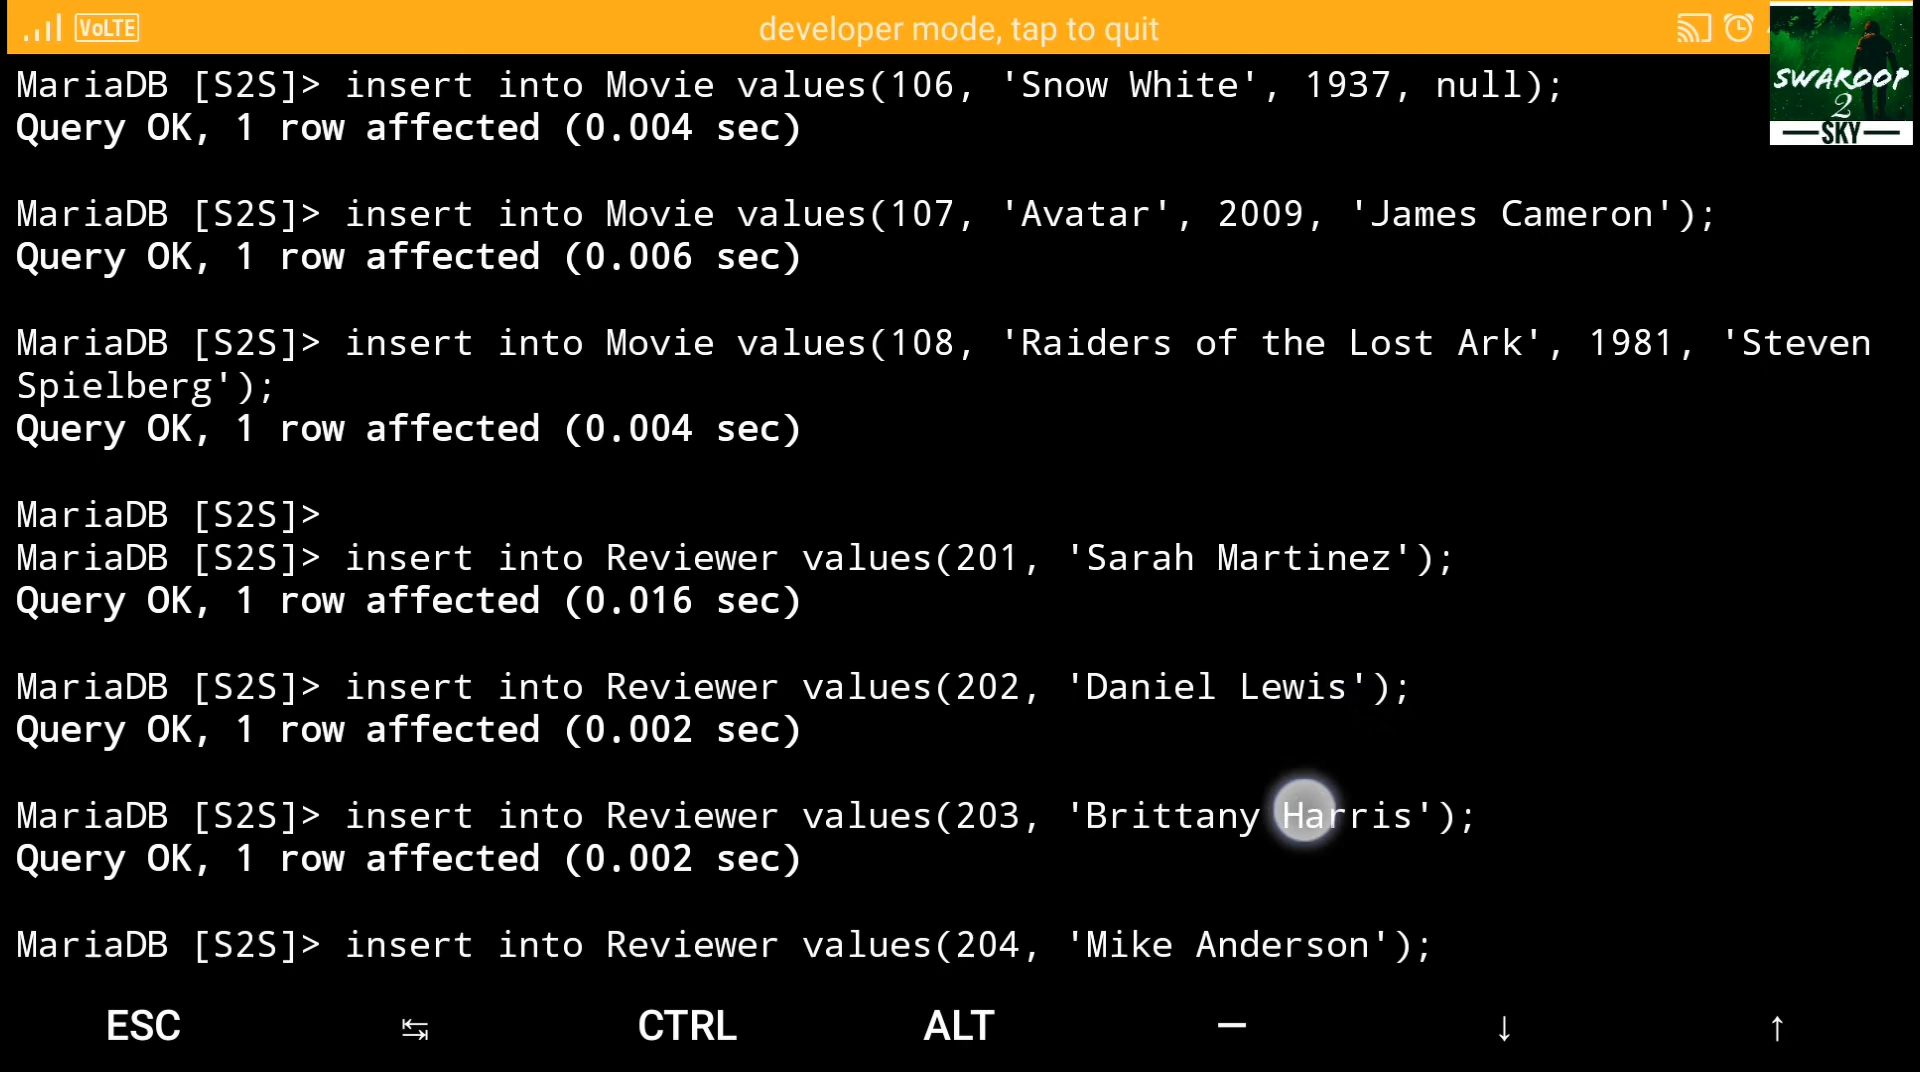 VoLTE developer mode, tap to quit
SWAROOP
2
SKY
MariaDB [S2S]> insert into Movie values(106, 'Snow White', 1937, null);
Query OK, 1 row affected (0.004 sec)
MariaDB [S2S]> insert into Movie values(107, 'Avatar', 2009, 'James Cameron');
Query OK, 1 row affected (0.006 sec)
MariaDB [S2S]> insert into Movie values(108, 'Raiders of the Lost Ark', 1981, 'Steven
Spielberg');
Query OK, 1 row affected (0.004 sec)
MariaDB [S2S]>
MariaDB [S2S]> insert into Reviewer values(201, 'Sarah Martinez');
Query OK, 1 row affected (0.016 sec)
MariaDB [S2S]> insert into Reviewer values(202, 'Daniel Lewis');
Query OK, 1 row affected (0.002 sec)
MariaDB [S2S]> insert into Reviewer values(203, 'Brittany Harris');
Query OK, 1 row affected (0.002 sec)
MariaDB [S2S]> insert into Reviewer values(204, 'Mike Anderson');
ESC ↹ CTRL ALT — ↓ ↑